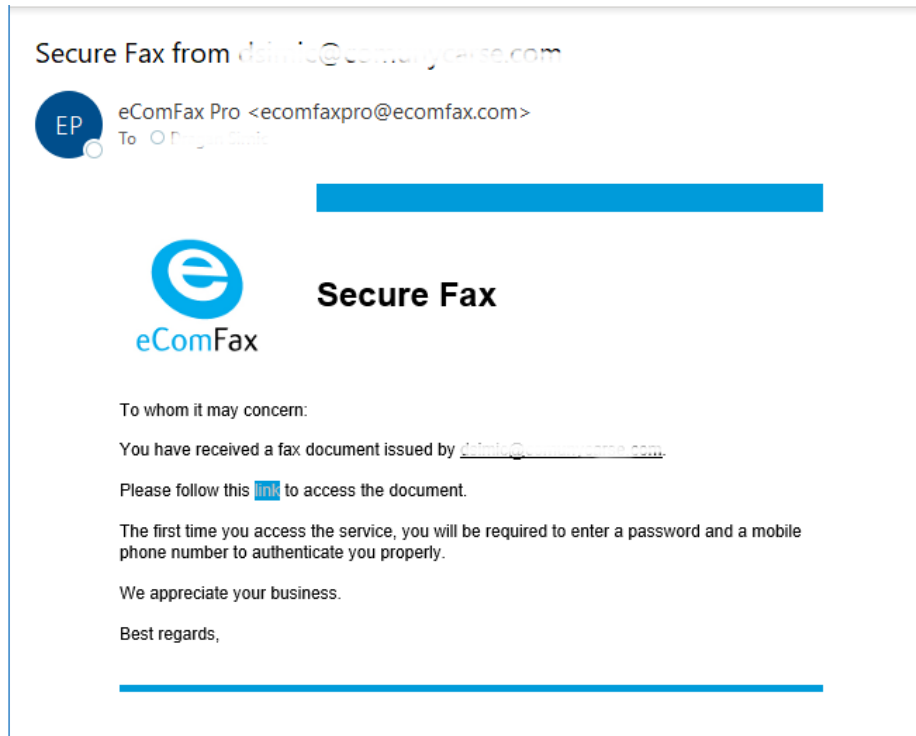 Secure Fax from
EP
eComFax Pro <ecomfaxpro@ecomfax.com>
To
eComFax
Secure Fax
To whom it may concern:
You have received a fax document issued by
Please follow this link to access the document.
The first time you access the service, you will be required to enter a password and a mobile
phone number to authenticate you properly.
We appreciate your business.
Best regards,